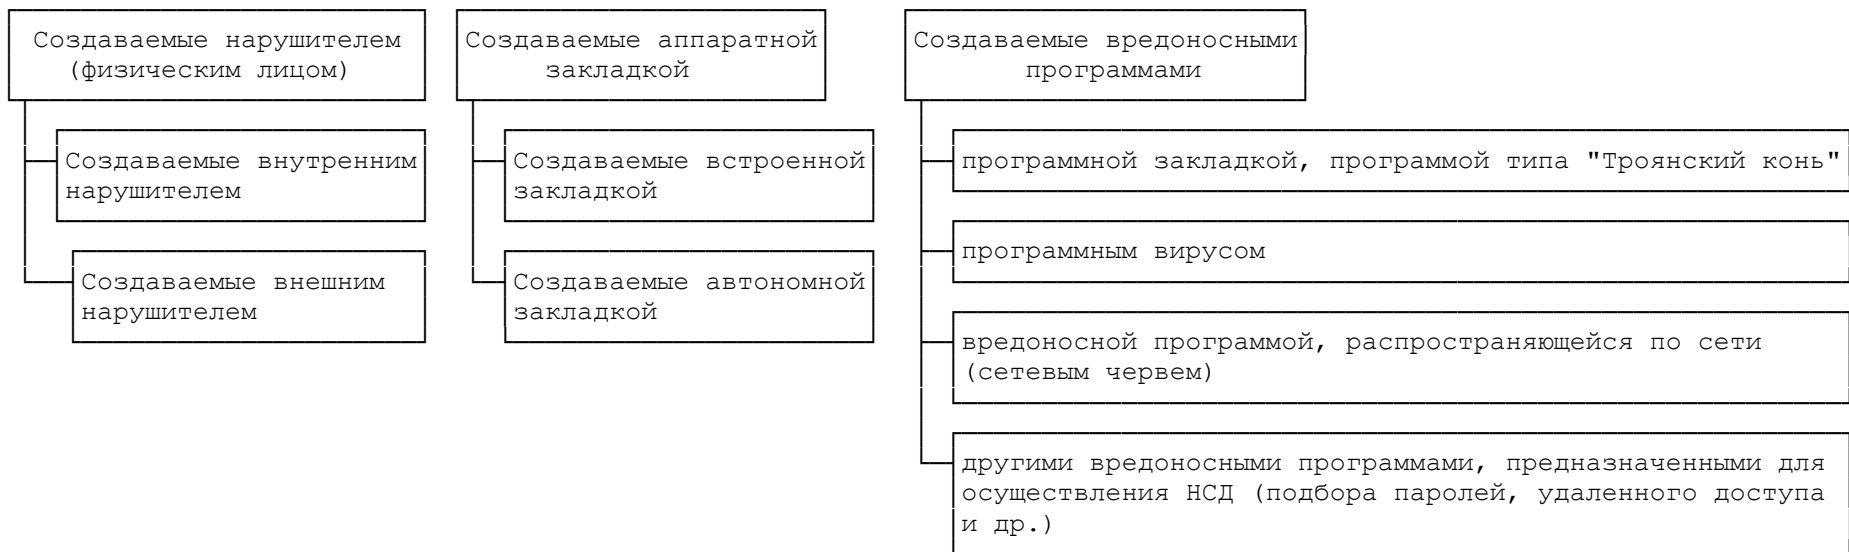 Создаваемые нарушителем
(физическим лицом)
Создаваемые внутренним
нарушителем
Создаваемые внешним
нарушителем
Создаваемые аппаратной
закладкой
Создаваемые встроенной
закладкой
Создаваемые автономной
закладкой
Создаваемые вредоносными
программами
программной закладкой, программой типа "Троянский конь"
программным вирусом
вредоносной программой, распространяющейся по сети
(сетевым червем)
другими вредоносными программами, предназначенными для
осуществления НСД (подбора паролей, удаленного доступа
и др.)